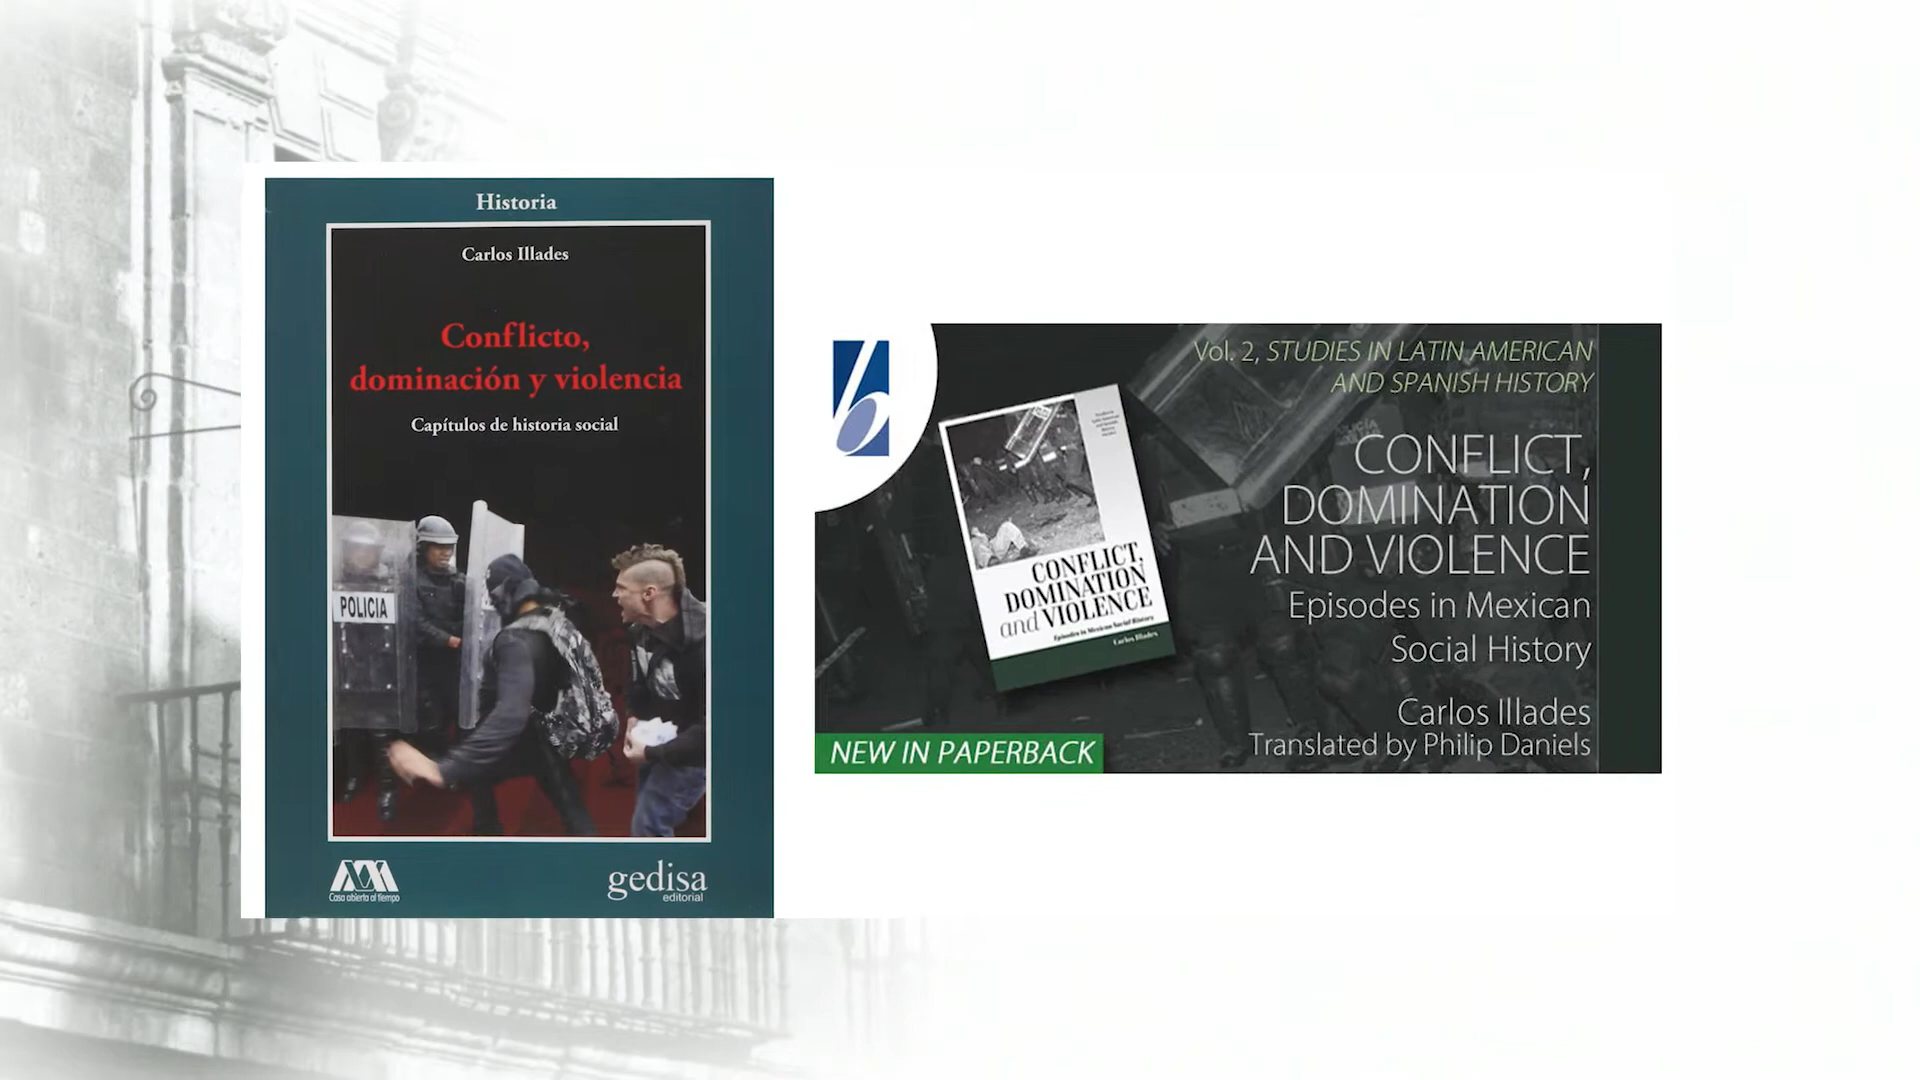 Historia
Carlos Illades
Conflicto,
dominación y violencia
Capítulos de historia social
POLICIA
Casa abierta al tiempo
gedisa
editorial
b
Vol. 2, STUDIES IN LATIN AMERICAN
AND SPANISH HISTORY
CONFLICT,
DOMINATION
AND VIOLENCE
Episodes in Mexican
Social History
Carlos Illades
Translated by Philip Daniels
CONFLICT,
DOMINATION
and VIOLENCE
Episodes in Mexican Social History
Carlos Illades
NEW IN PAPERBACK